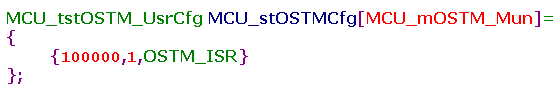 MCU_tstOSTM_UsrCfg MCU_stOSTMCfg[MCU_mOSTM_Mun]=
{
{100000,1,OSTM_ISR}
};